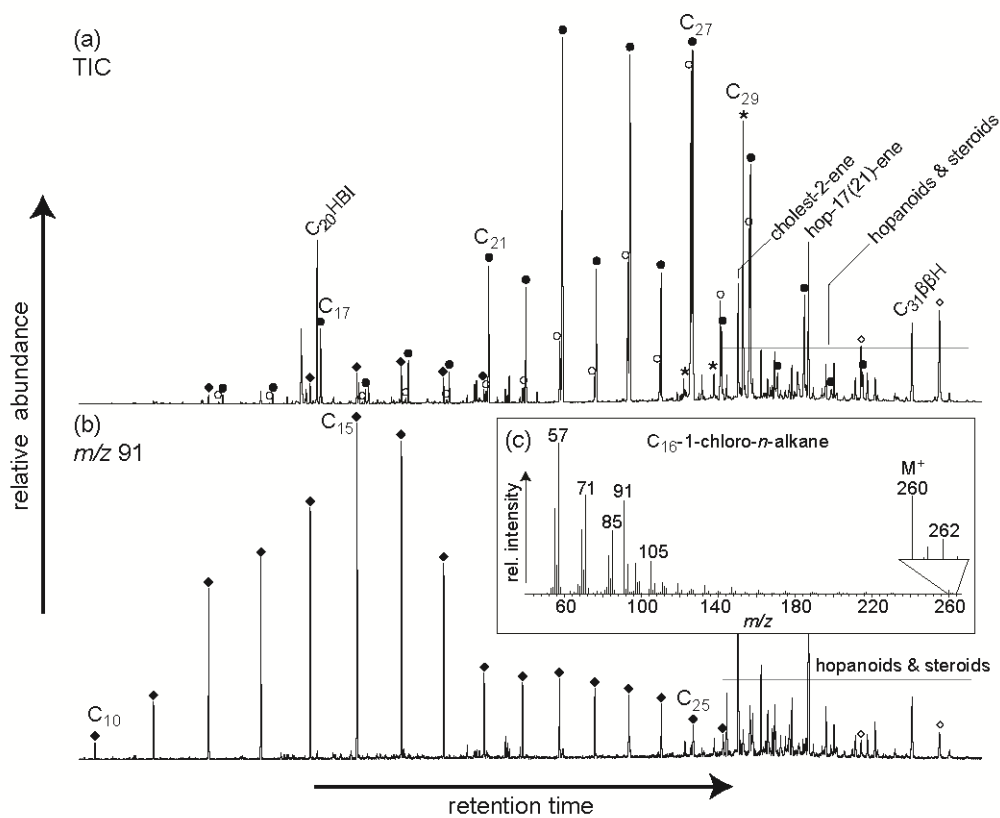 (a)
TIC
C27
C29
cholest-2-ene
hop-17(21)-ene
hopanoids & steroids
C20HBI
C21
C17
C31ββH
relative abundance
(b)
m/z 91
C15
C10
C25
hopanoids & steroids
(c)
C16-1-chloro-n-alkane
57
71
85
91
105
M+
260
262
rel. intensity
60 100 140 180 220 260
m/z
retention time